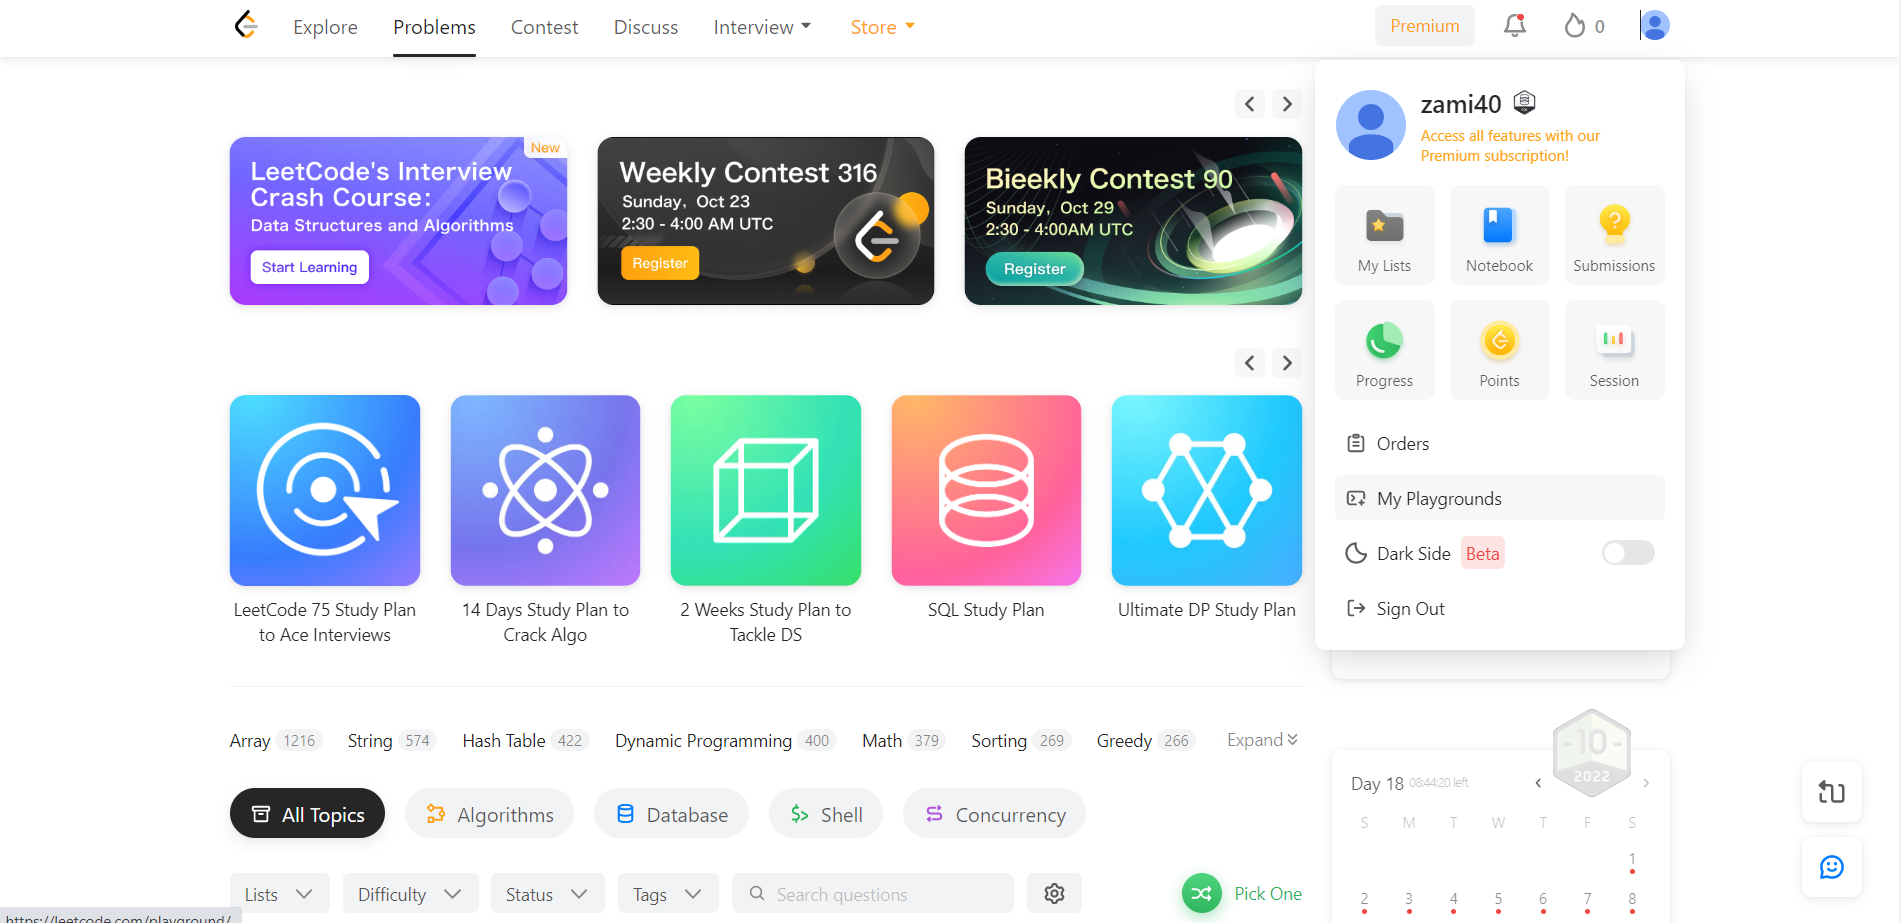 Explore Problems Contest Discuss Interview Store Premium 0
zami40
Access all features with our
Premium subscription!
New
LeetCode's Interview
Crash Course:
Data Structures and Algorithms
Start Learning
Weekly Contest 316
Sunday, Oct 23
2:30 - 4:00 AM UTC
Register
Bieekly Contest 90
Sunday, Oct 29
2:30 - 4:00AM UTC
Register
My Lists Notebook Submissions
Progress Points Session
Orders
My Playgrounds
Dark Side Beta
Sign Out
LeetCode 75 Study Plan
to Ace Interviews
14 Days Study Plan to
Crack Algo
2 Weeks Study Plan to
Tackle DS
SQL Study Plan
Ultimate DP Study Plan
Array 1216 String 574 Hash Table 422 Dynamic Programming 400 Math 379 Sorting 269 Greedy 266 Expand
All Topics Algorithms Database $> Shell Concurrency
Lists Difficulty Status Tags Search questions Pick One
-10-
2022
Day 18 08:44:20 left
S M T W T F S
1
2 3 4 5 6 7 8
https://leetcode.com/playground/